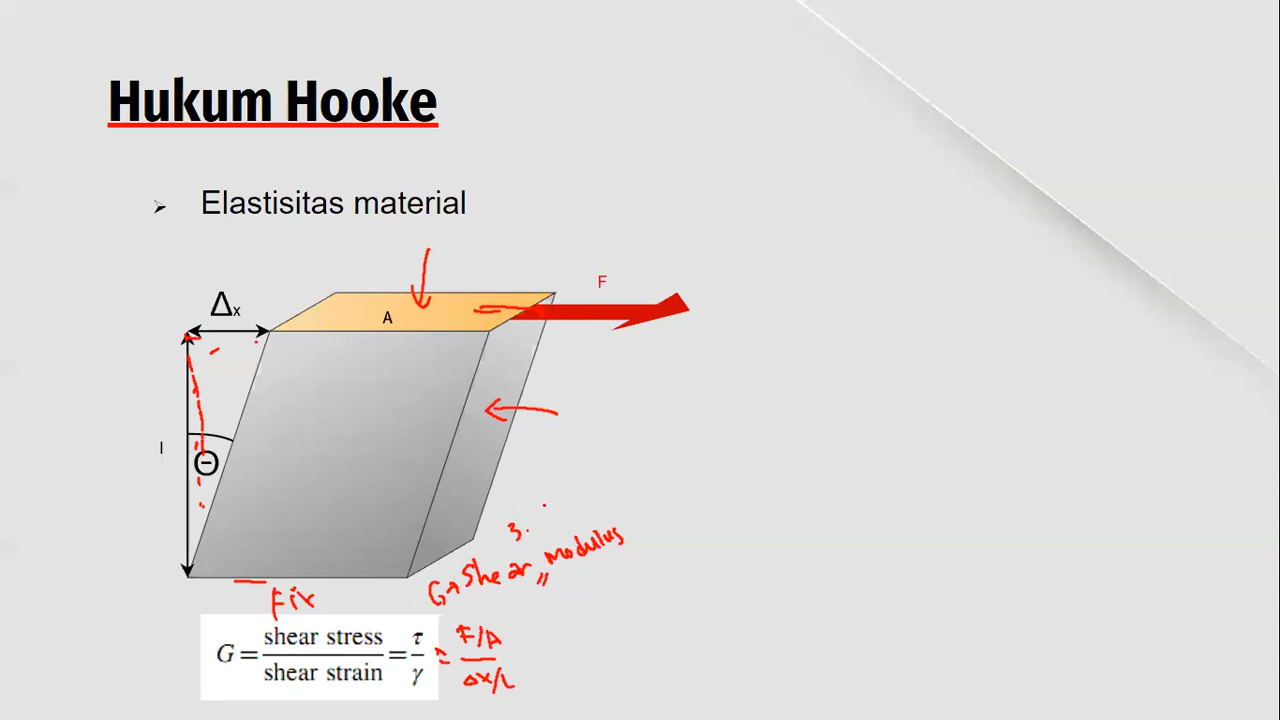 Hukum Hooke
➢ Elastisitas material
F
Δx
A
l
Θ
3.
G→ Shear modulus
Fix
G = shear stress / shear strain = τ / γ = F/A / Δx/L